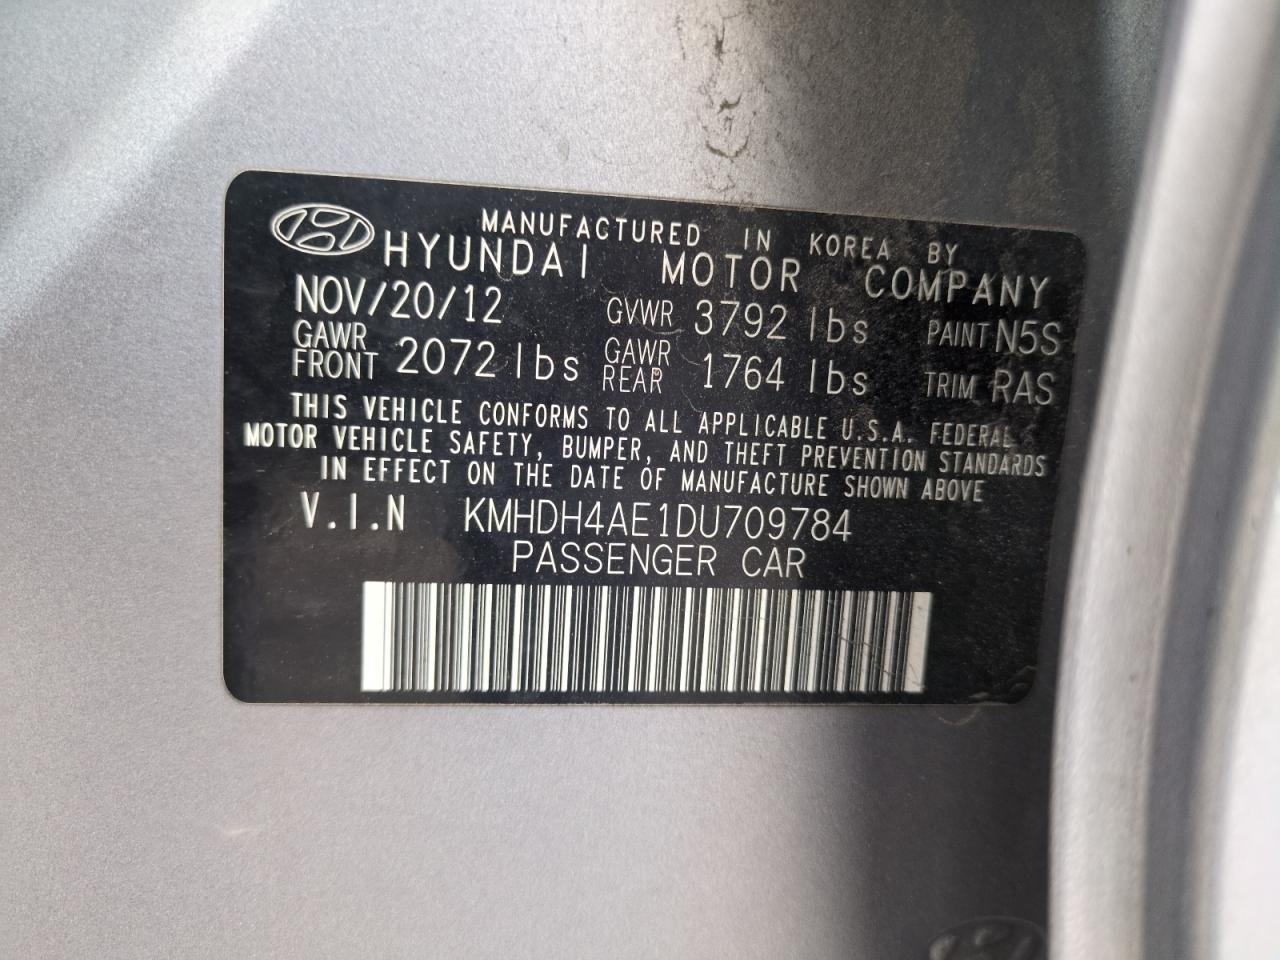 MANUFACTURED IN KOREA BY
HYUNDAI MOTOR COMPANY
NOV/20/12 GVWR 3792 lbs PAINT N5S
GAWR FRONT 2072 lbs GAWR REAR 1764 lbs TRIM RAS
THIS VEHICLE CONFORMS TO ALL APPLICABLE U.S.A. FEDERAL
MOTOR VEHICLE SAFETY, BUMPER, AND THEFT PREVENTION STANDARDS
IN EFFECT ON THE DATE OF MANUFACTURE SHOWN ABOVE
V.I.N KMHDH4AE1DU709784
PASSENGER CAR